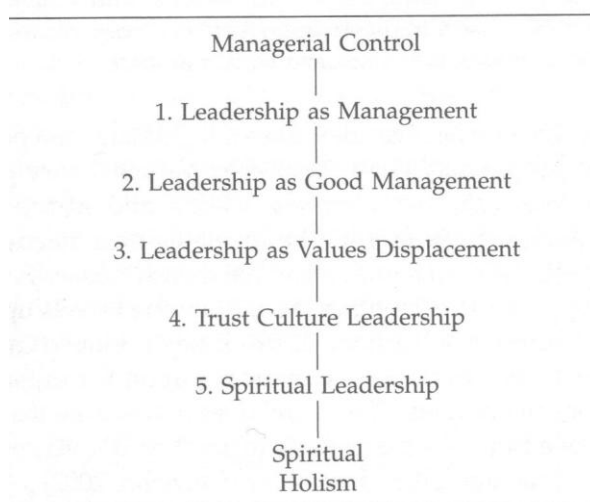 Managerial Control
1. Leadership as Management
2. Leadership as Good Management
3. Leadership as Values Displacement
4. Trust Culture Leadership
5. Spiritual Leadership
Spiritual
Holism